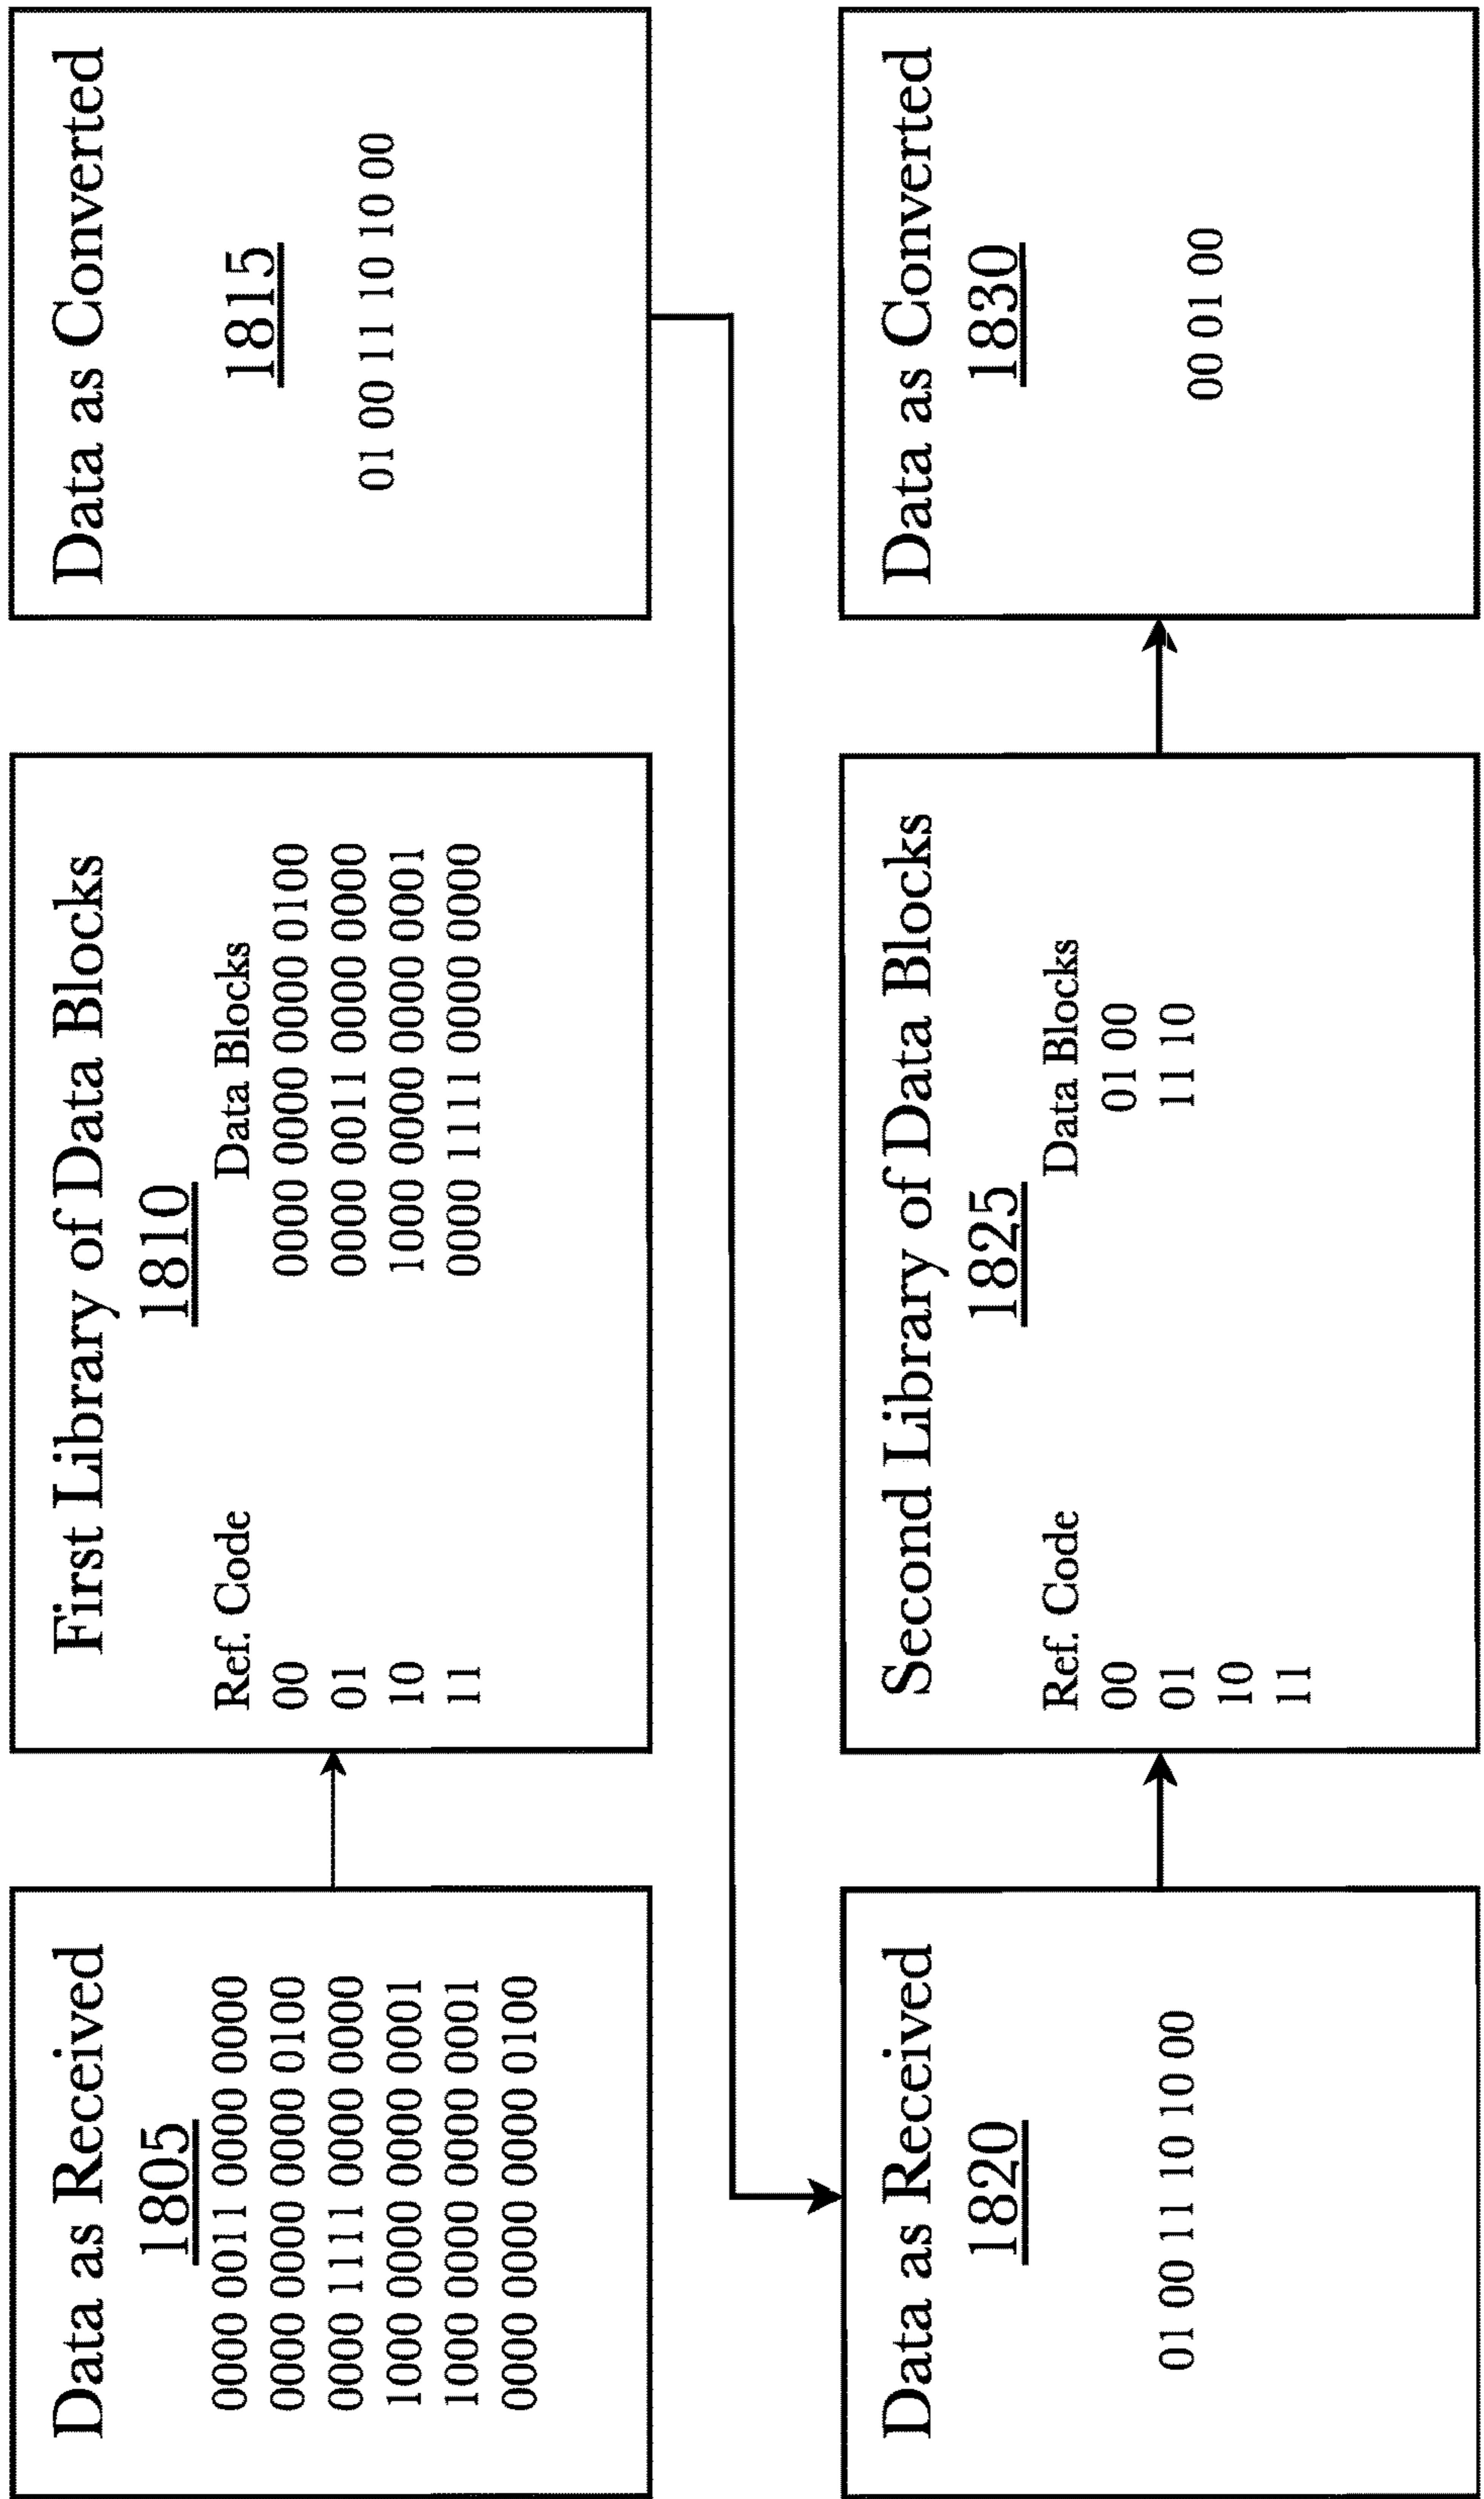 Data as Received
1805
0000 0011 0000 0000
0000 0000 0000 0100
0000 1111 0000 0000
1000 0000 0000 0001
1000 0000 0000 0001
0000 0000 0000 0100
First Library of Data Blocks
1810
Ref. Code Data Blocks
00 0000 0000 0000 0100
01 0000 0011 0000 0000
10 1000 0000 0000 0001
11 0000 1111 0000 0000
Data as Converted
1815
01 00 11 10 10 00
Data as Received
1820
01 00 11 10 10 00
Second Library of Data Blocks
1825
Ref. Code Data Blocks
00 01 00
01 11 10
10
11
Data as Converted
1830
00 01 00